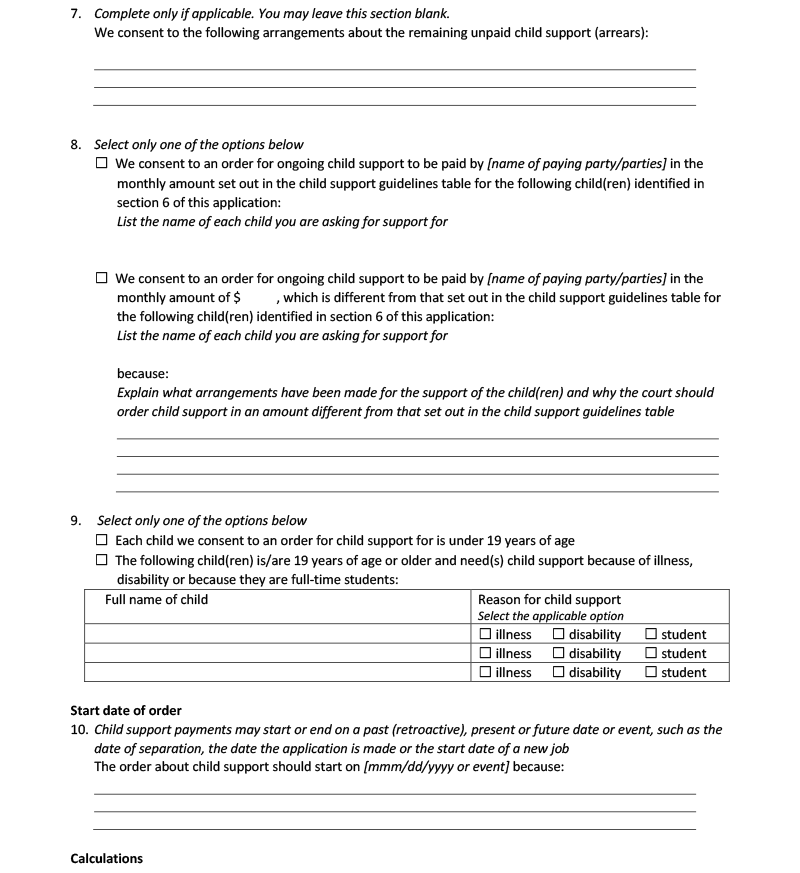 7. Complete only if applicable. You may leave this section blank.
We consent to the following arrangements about the remaining unpaid child support (arrears):
8. Select only one of the options below
☐ We consent to an order for ongoing child support to be paid by [name of paying party/parties] in the
monthly amount set out in the child support guidelines table for the following child(ren) identified in
section 6 of this application:
List the name of each child you are asking for support for
☐ We consent to an order for ongoing child support to be paid by [name of paying party/parties] in the
monthly amount of $ , which is different from that set out in the child support guidelines table for
the following child(ren) identified in section 6 of this application:
List the name of each child you are asking for support for
because:
Explain what arrangements have been made for the support of the child(ren) and why the court should
order child support in an amount different from that set out in the child support guidelines table
9. Select only one of the options below
☐ Each child we consent to an order for child support for is under 19 years of age
☐ The following child(ren) is/are 19 years of age or older and need(s) child support because of illness,
disability or because they are full-time students:
Full name of child Reason for child support
Select the applicable option
☐ illness ☐ disability ☐ student
☐ illness ☐ disability ☐ student
☐ illness ☐ disability ☐ student
Start date of order
10. Child support payments may start or end on a past (retroactive), present or future date or event, such as the
date of separation, the date the application is made or the start date of a new job
The order about child support should start on [mmm/dd/yyyy or event] because:
Calculations